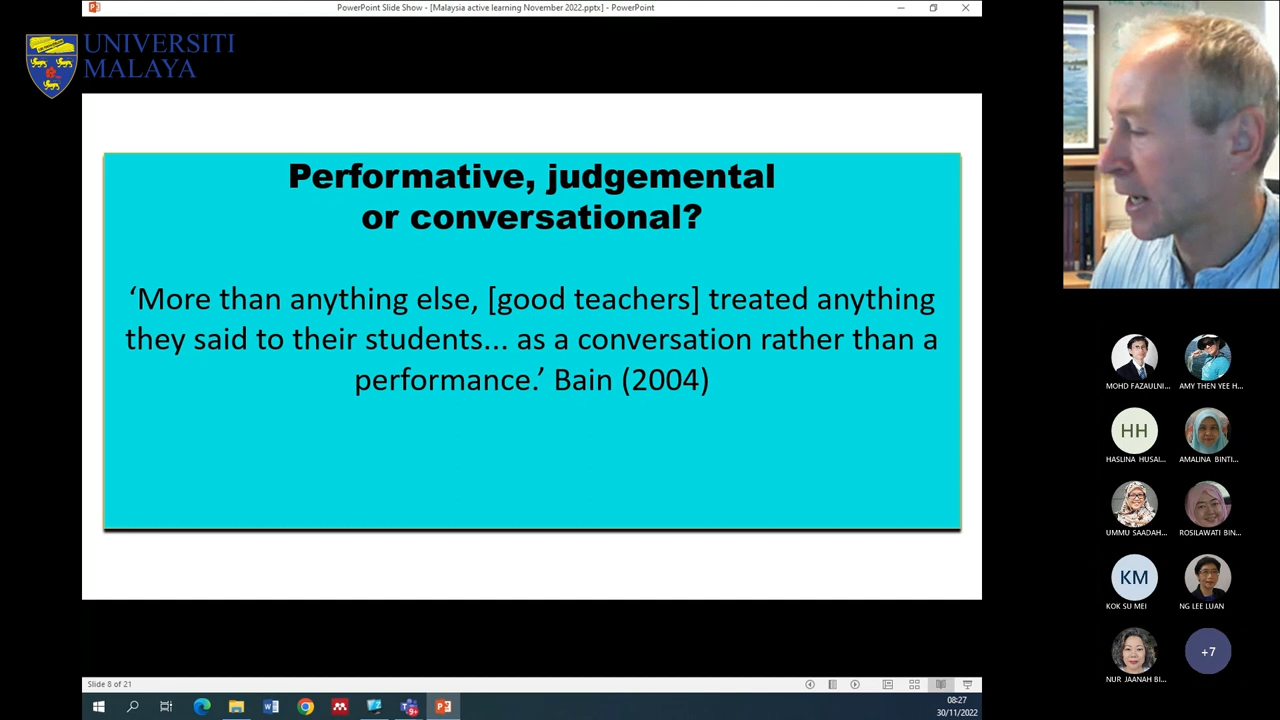 PowerPoint Slide Show - [Malaysia active learning November 2022.pptx] - PowerPoint
UNIVERSITI
MALAYA
Performative, judgemental
or conversational?
‘More than anything else, [good teachers] treated anything
they said to their students... as a conversation rather than a
performance.’ Bain (2004)
MOHD FAZAULNI...
AMY THEN YEE H...
HH
HASLINA HUSAI...
AMALINA BINTI...
UMMU SAADAH...
ROSILAWATI BIN...
KM
KOK SU MEI
NG LEE LUAN
NUR JAANAH BI...
+7
Slide 8 of 21
08:27
30/11/2022